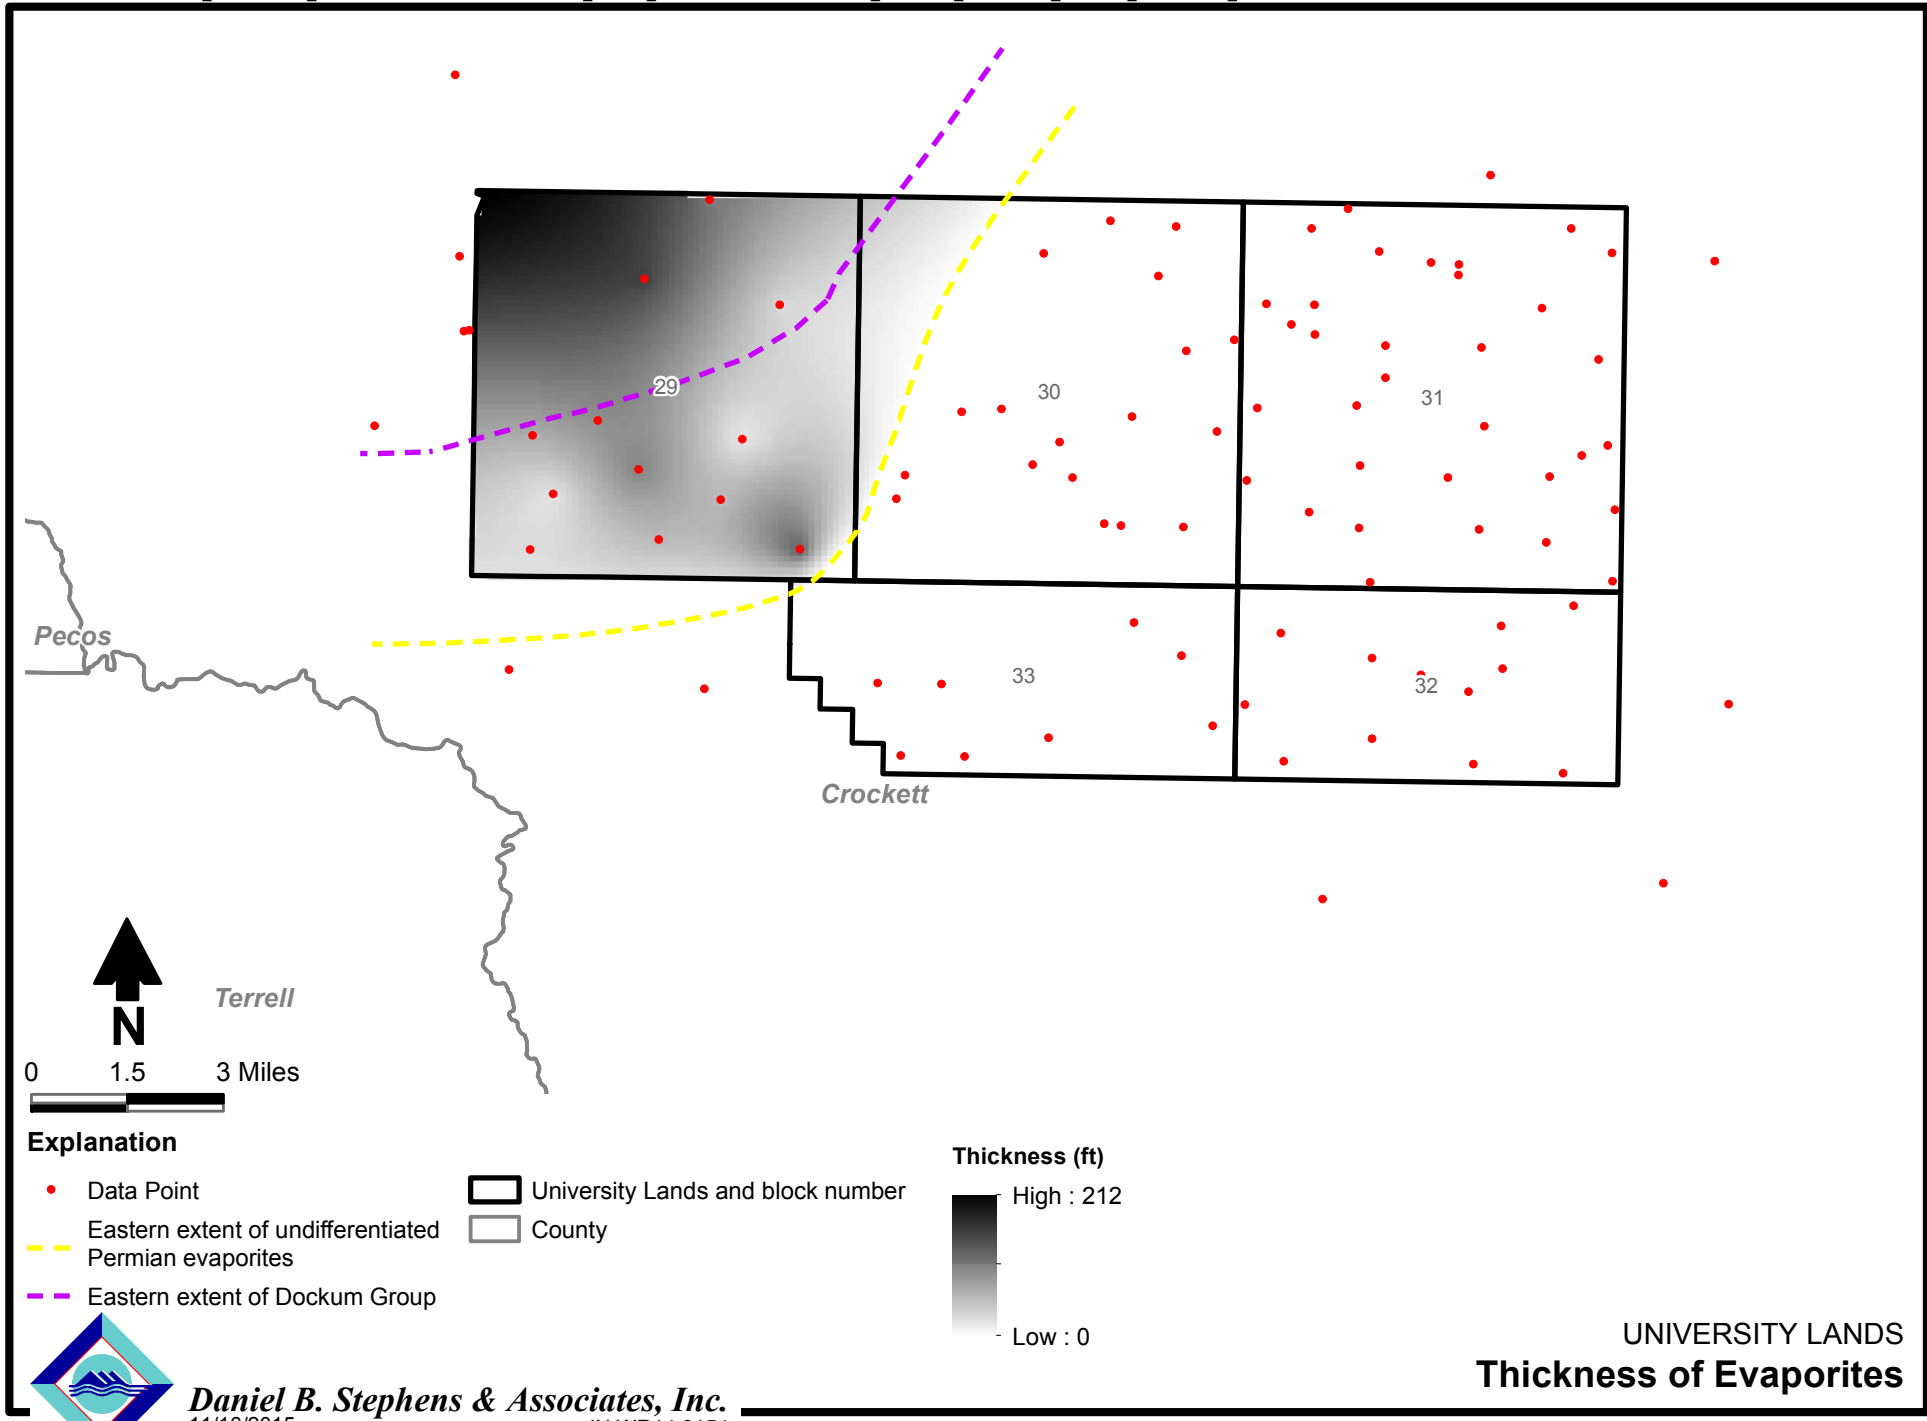 29
30
31
Pecos
33
32
Crockett
Terrell
N
0 1.5 3 Miles
Explanation
Data Point
Eastern extent of undifferentiated
Permian evaporites
Eastern extent of Dockum Group
University Lands and block number
County
Thickness (ft)
High : 212
Low : 0
UNIVERSITY LANDS
Thickness of Evaporites
Daniel B. Stephens & Associates, Inc.